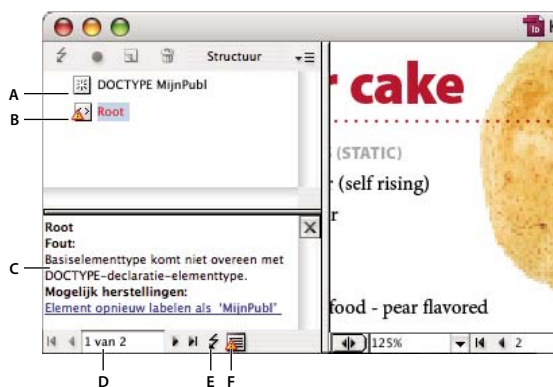 Structuur
A
DOCTYPE MijnPubl
B
Root
cake
(STATIC)
(self rising)
r
Root
Fout:
C
Basiselementtype komt niet overeen met
DOCTYPE-declaratie-elementtype.
Mogelijk herstellingen:
Element opnieuw labelen als 'MijnPubl'
food - pear flavored
1 van 2
125%
2
D
E
F